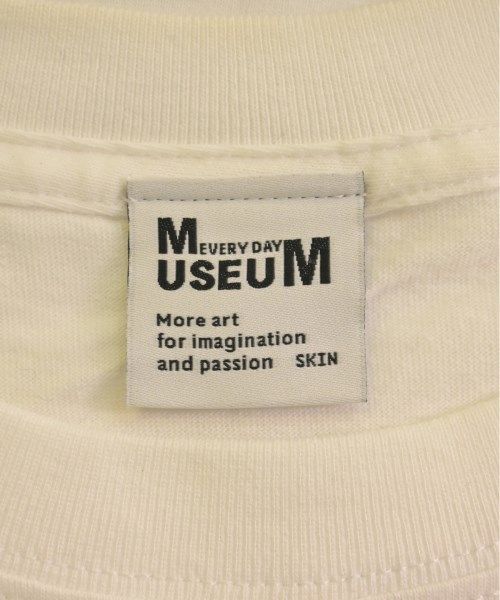 MEVERY DAY
USEUM
More art
for imagination
and passion SKIN